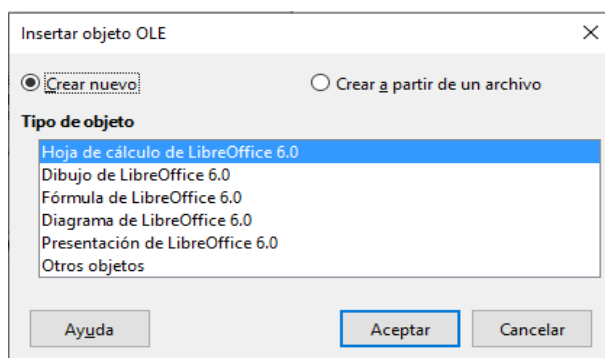 Insertar objeto OLE
Crear nuevo
Crear a partir de un archivo
Tipo de objeto
Hoja de cálculo de LibreOffice 6.0
Dibujo de LibreOffice 6.0
Fórmula de LibreOffice 6.0
Diagrama de LibreOffice 6.0
Presentación de LibreOffice 6.0
Otros objetos
Ayuda
Aceptar
Cancelar